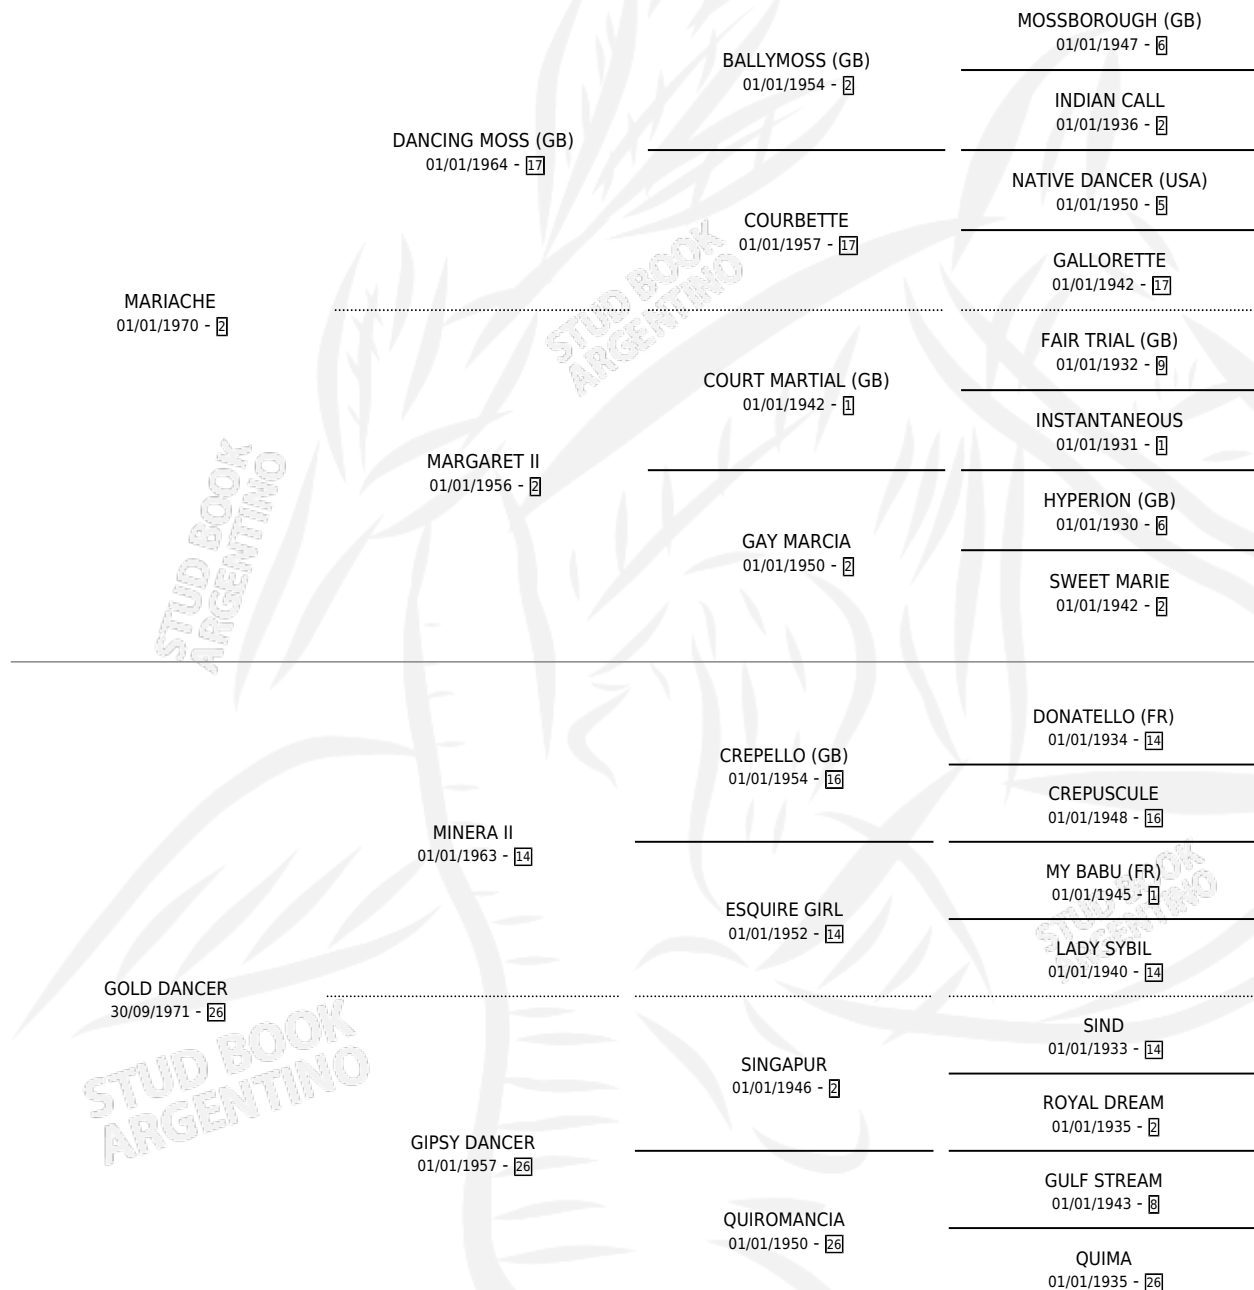 MOSSBOROUGH (GB)
01/01/1947 - 6
BALLYMOSS (GB)
01/01/1954 - 2
INDIAN CALL
01/01/1936 - 2
DANCING MOSS (GB)
01/01/1964 - 17
NATIVE DANCER (USA)
01/01/1950 - 5
COURBETTE
01/01/1957 - 17
GALLORETTE
01/01/1942 - 17
MARIACHE
01/01/1970 - 2
FAIR TRIAL (GB)
01/01/1932 - 9
COURT MARTIAL (GB)
01/01/1942 - 1
INSTANTANEOUS
01/01/1931 - 1
MARGARET II
01/01/1956 - 2
HYPERION (GB)
01/01/1930 - 6
GAY MARCIA
01/01/1950 - 2
SWEET MARIE
01/01/1942 - 2
DONATELLO (FR)
01/01/1934 - 14
CREPELLO (GB)
01/01/1954 - 16
CREPUSCULE
01/01/1948 - 16
MINERA II
01/01/1963 - 14
MY BABU (FR)
01/01/1945 - 1
ESQUIRE GIRL
01/01/1952 - 14
LADY SYBIL
01/01/1940 - 14
GOLD DANCER
30/09/1971 - 26
SIND
01/01/1933 - 14
SINGAPUR
01/01/1946 - 2
ROYAL DREAM
01/01/1935 - 2
GIPSY DANCER
01/01/1957 - 26
GULF STREAM
01/01/1943 - 8
QUIROMANCIA
01/01/1950 - 26
QUIMA
01/01/1935 - 26
STUD BOOK
ARGENTINO
STUD BOOK
ARGENTINO
STUD BOOK
ARGENTINO
STUD BOOK
ARGENTINO